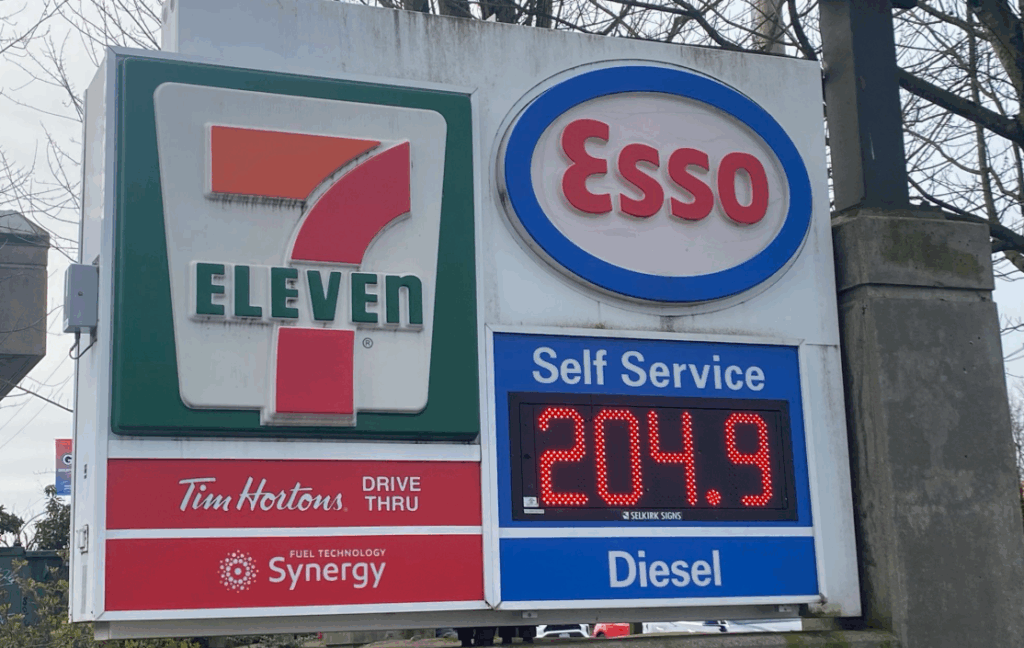 7
ELEVEn
®
Esso
Self Service
204.9
SELKIRK SIGNS
Diesel
Tim Hortons
DRIVE
THRU
FUEL TECHNOLOGY
Synergy